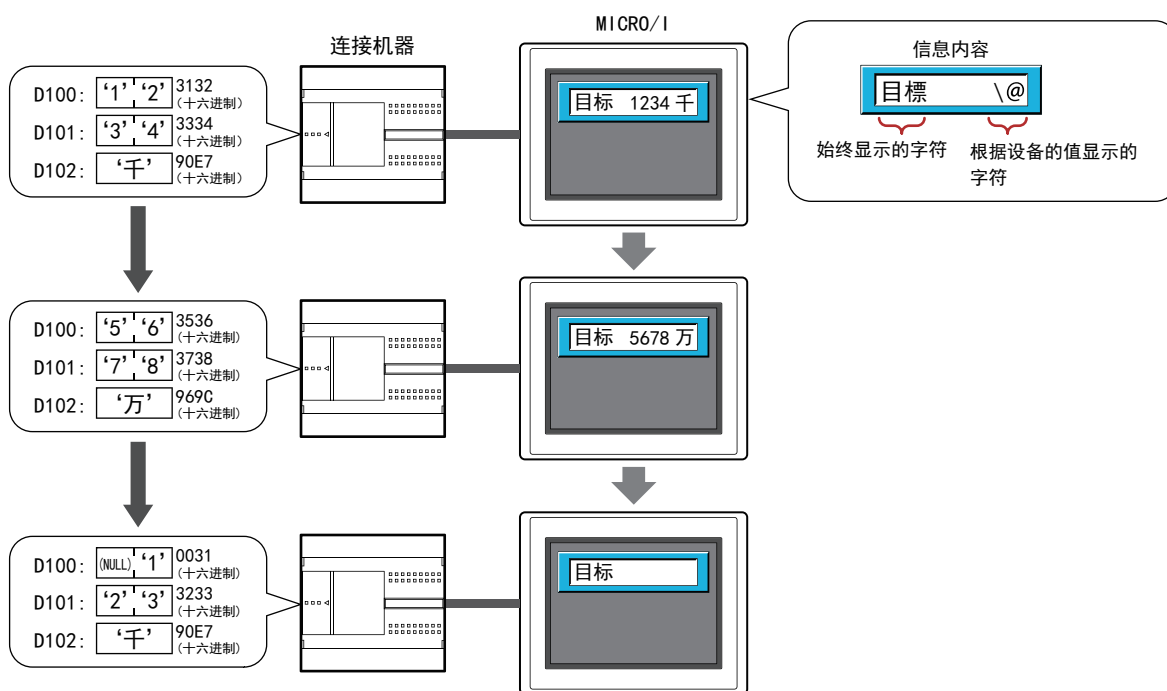 MICRO/I
连接机器
信息内容
目標 \@
始终显示的字符
根据设备的值显示的
字符
D100: ‘1’ ‘2’ 3132
(十六进制)
D101: ‘3’ ‘4’ 3334
(十六进制)
D102: ‘千’ 90E7
(十六进制)
目标 1234 千
D100: ‘5’ ‘6’ 3536
(十六进制)
D101: ‘7’ ‘8’ 3738
(十六进制)
D102: ‘万’ 969C
(十六进制)
目标 5678 万
D100: (NULL) ‘1’ 0031
(十六进制)
D101: ‘2’ ‘3’ 3233
(十六进制)
D102: ‘千’ 90E7
(十六进制)
目标